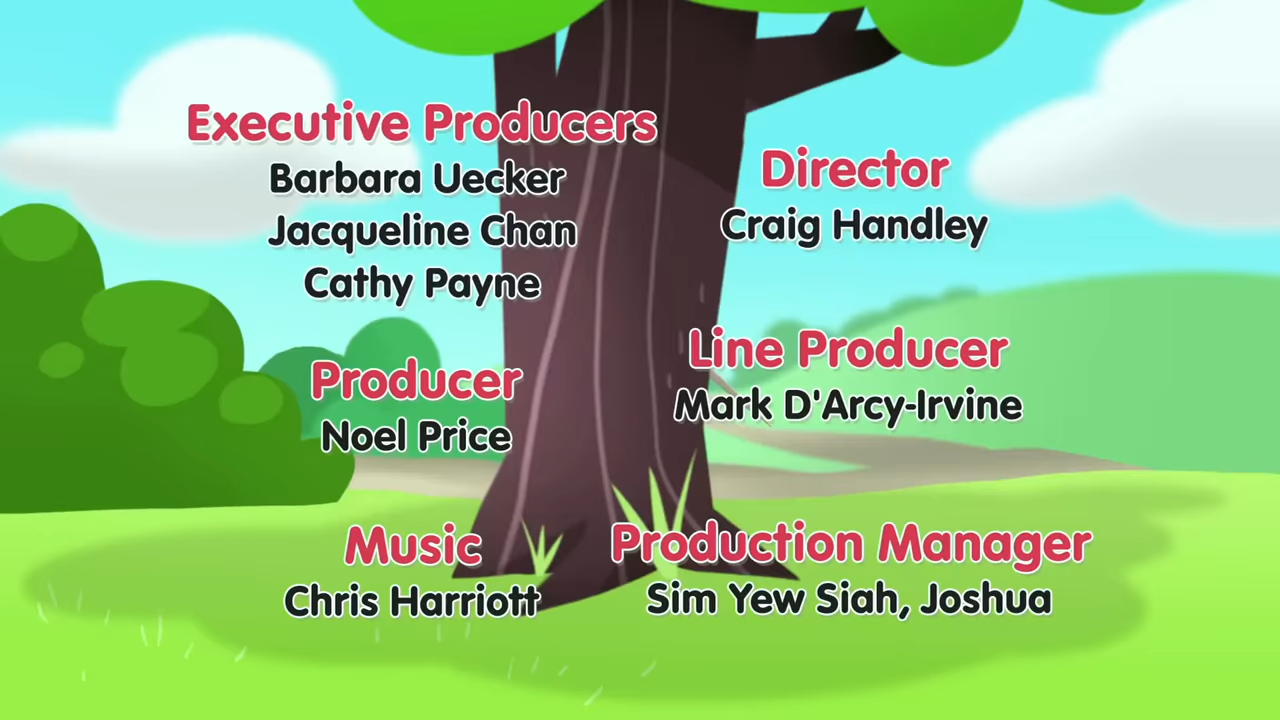 Executive Producers
Barbara Uecker
Jacqueline Chan
Cathy Payne
Producer
Noel Price
Music
Chris Harriott
Director
Craig Handley
Line Producer
Mark D'Arcy-Irvine
Production Manager
Sim Yew Siah, Joshua